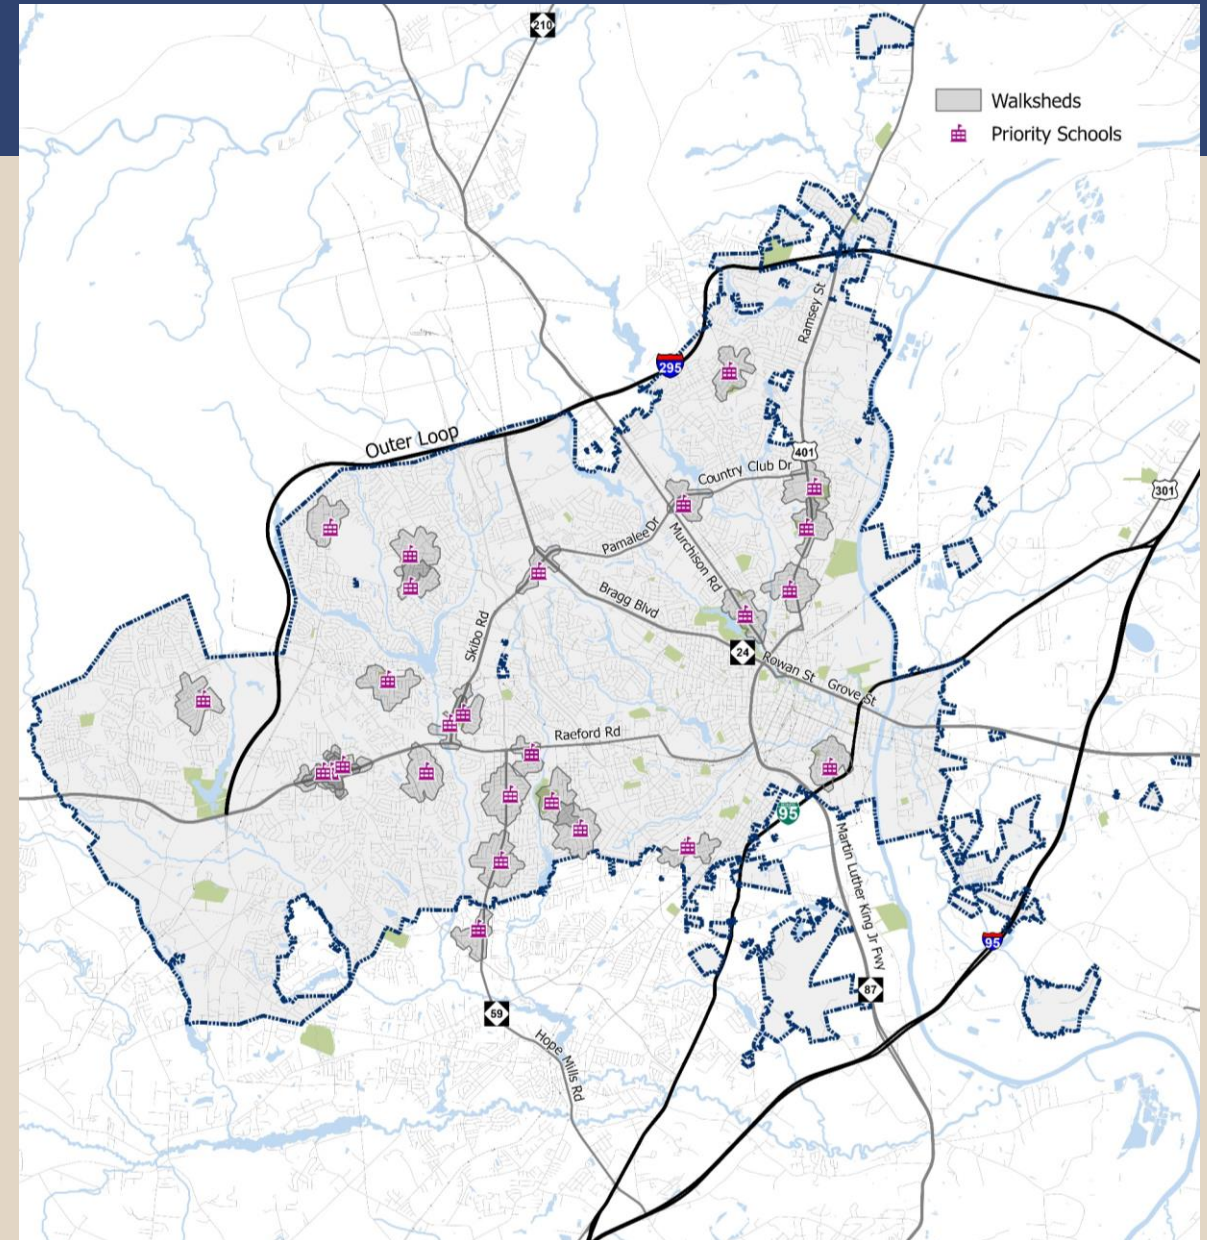 210
Walksheds
Priority Schools
Ramsey St
295
Outer Loop
401
Country Club Dr
301
Pamalee Dr
Murchison Rd
Bragg Blvd
Skibo Rd
24
Rowan St
Grove St
Raeford Rd
95
Martin Luther King Jr Fwy
95
87
59
Hope Mills Rd